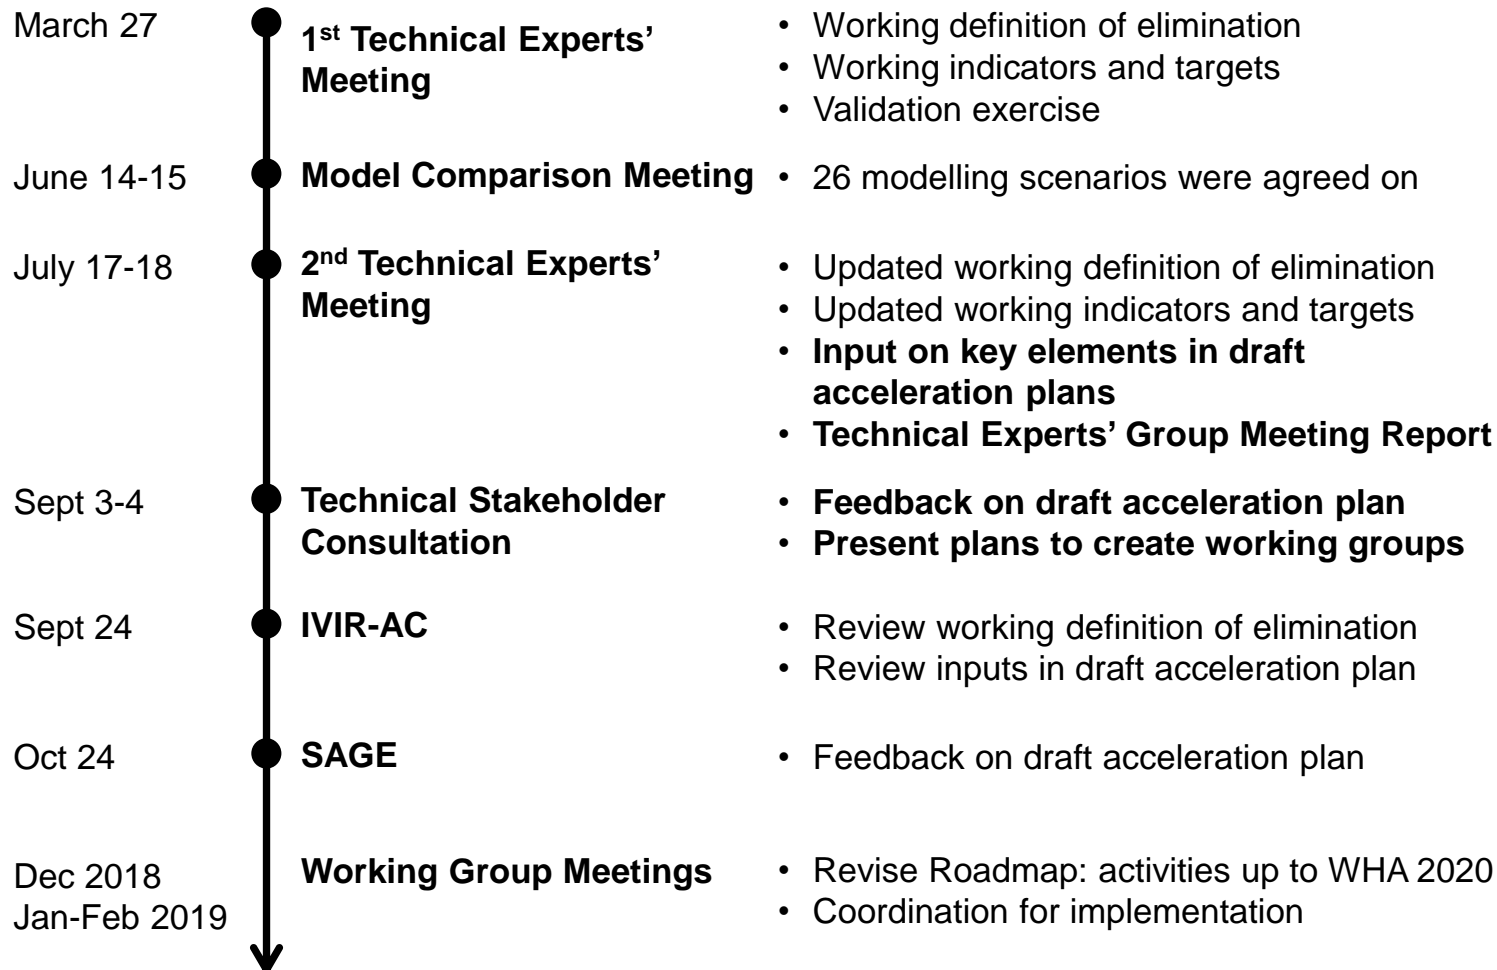 March 27
1st Technical Experts’
Meeting
• Working definition of elimination
• Working indicators and targets
• Validation exercise
June 14-15
Model Comparison Meeting
• 26 modelling scenarios were agreed on
July 17-18
2nd Technical Experts’
Meeting
• Updated working definition of elimination
• Updated working indicators and targets
• Input on key elements in draft
acceleration plans
• Technical Experts’ Group Meeting Report
Sept 3-4
Technical Stakeholder
Consultation
• Feedback on draft acceleration plan
• Present plans to create working groups
Sept 24
IVIR-AC
• Review working definition of elimination
• Review inputs in draft acceleration plan
Oct 24
SAGE
• Feedback on draft acceleration plan
Dec 2018
Jan-Feb 2019
Working Group Meetings
• Revise Roadmap: activities up to WHA 2020
• Coordination for implementation